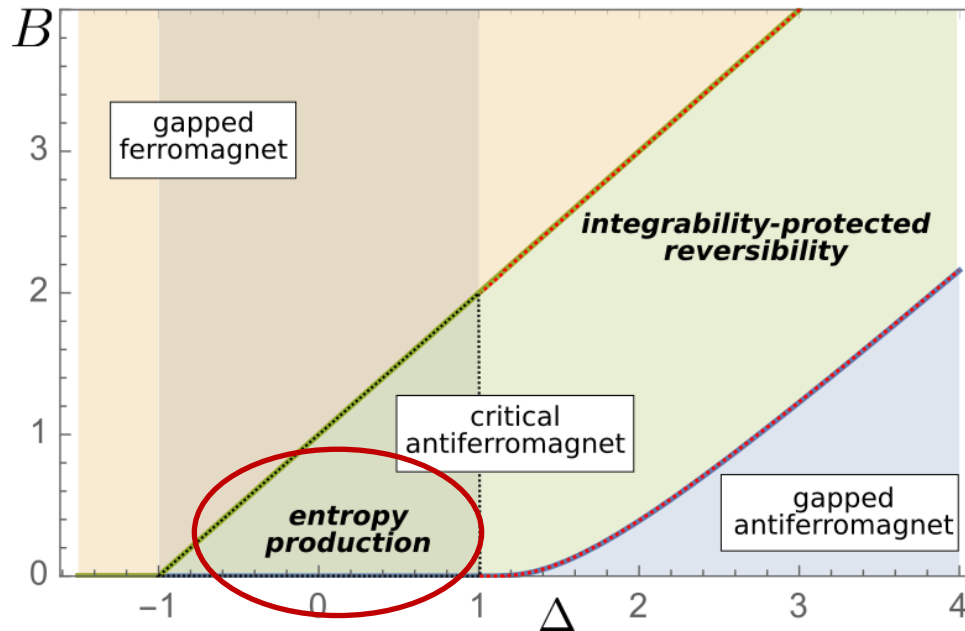 B
gapped
ferromagnet
3
integrability-protected
reversibility
2
critical
antiferromagnet
1
gapped
antiferromagnet
entropy
production
0
−1 0 1 Δ 2 3 4